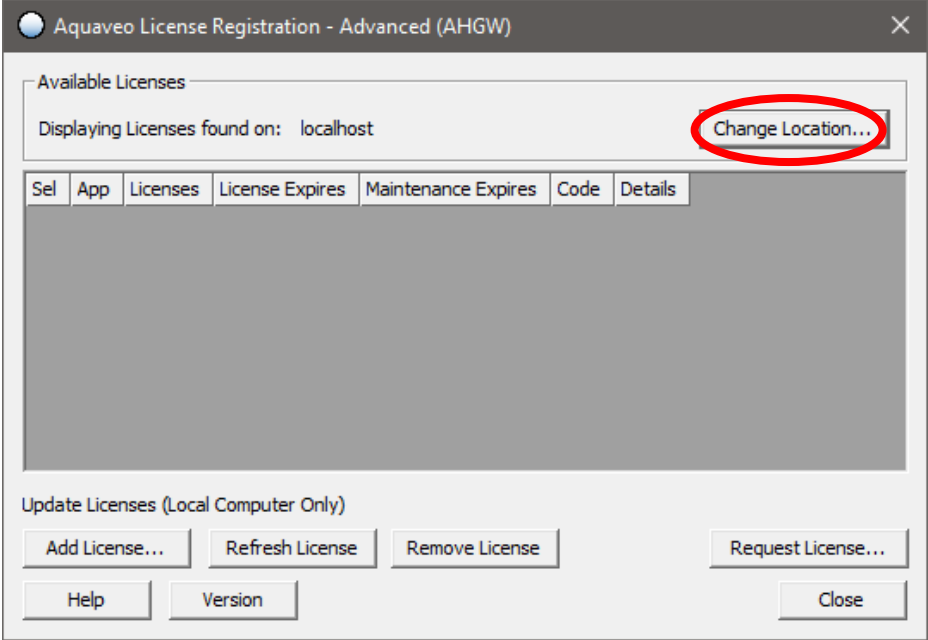 Aquaveo License Registration - Advanced (AHGW)
Available Licenses
Displaying Licenses found on: localhost Change Location...
Sel App Licenses License Expires Maintenance Expires Code Details
Update Licenses (Local Computer Only)
Add License... Refresh License Remove License Request License...
Help Version Close